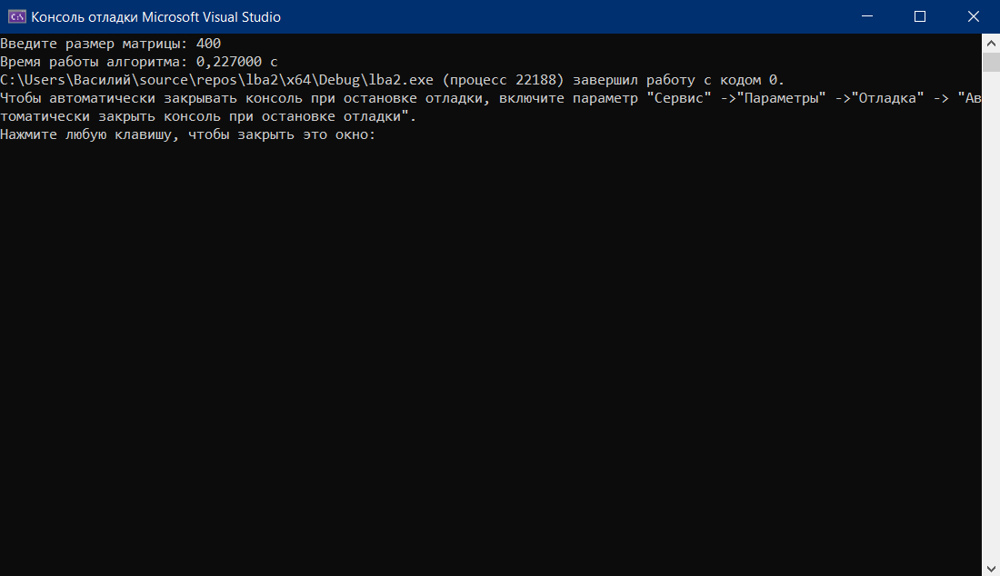 Консоль отладки Microsoft Visual Studio
Введите размер матрицы: 400
Время работы алгоритма: 0,227000 с
C:\Users\Василий\source\repos\lba2\x64\Debug\lba2.exe (процесс 22188) завершил работу с кодом 0.
Чтобы автоматически закрывать консоль при остановке отладки, включите параметр "Сервис" ->"Параметры" ->"Отладка" -> "Ав
томатически закрыть консоль при остановке отладки".
Нажмите любую клавишу, чтобы закрыть это окно: